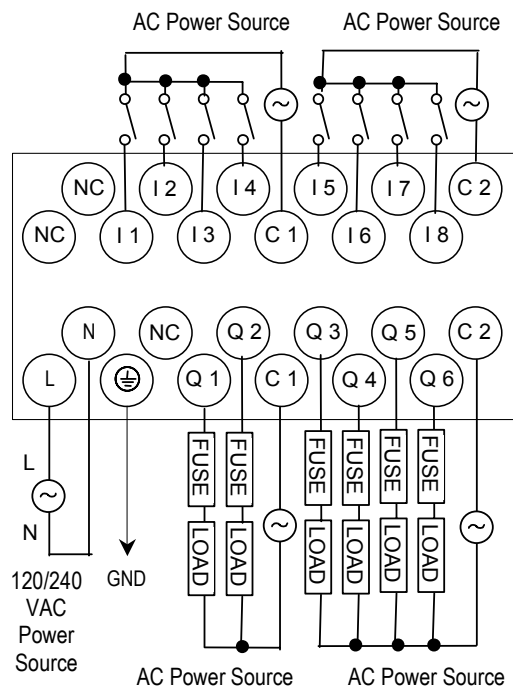 AC Power Source
AC Power Source
NC
I 2
I 4
I 5
I 7
C 2
NC
I 1
I 3
C 1
I 6
I 8
N
NC
Q 2
Q 3
Q 5
C 2
L
Q 1
C 1
Q 4
Q 6
L
N
FUSE
FUSE
FUSE
FUSE
FUSE
FUSE
LOAD
LOAD
LOAD
LOAD
LOAD
LOAD
120/240
VAC
Power
Source
GND
AC Power Source
AC Power Source